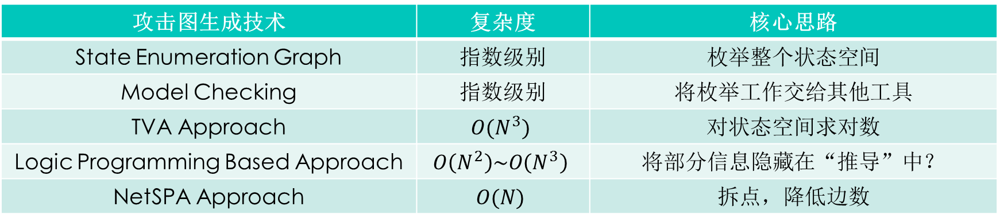 攻击图生成技术 复杂度 核心思路
State Enumeration Graph 指数级别 枚举整个状态空间
Model Checking 指数级别 将枚举工作交给其他工具
TVA Approach O(N³) 对状态空间求对数
Logic Programming Based Approach O(N²)~O(N³) 将部分信息隐藏在“推导”中？
NetSPA Approach O(N) 拆点，降低边数